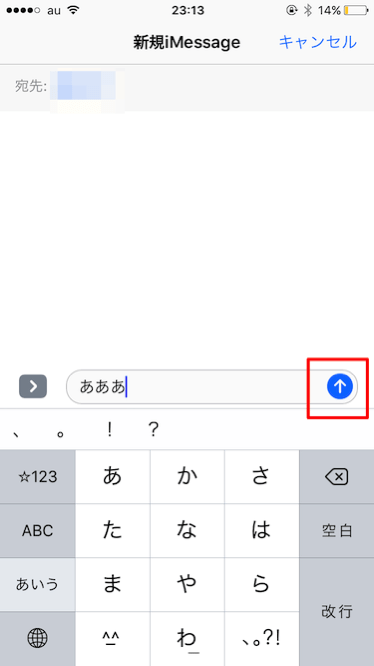 au 23:13 14%
新規iMessage キャンセル
宛先:
あああ
、 。 ! ?
☆123 あ か さ
ABC た な は 空白
あいう ま や ら 改行
^^ わ 、。?!